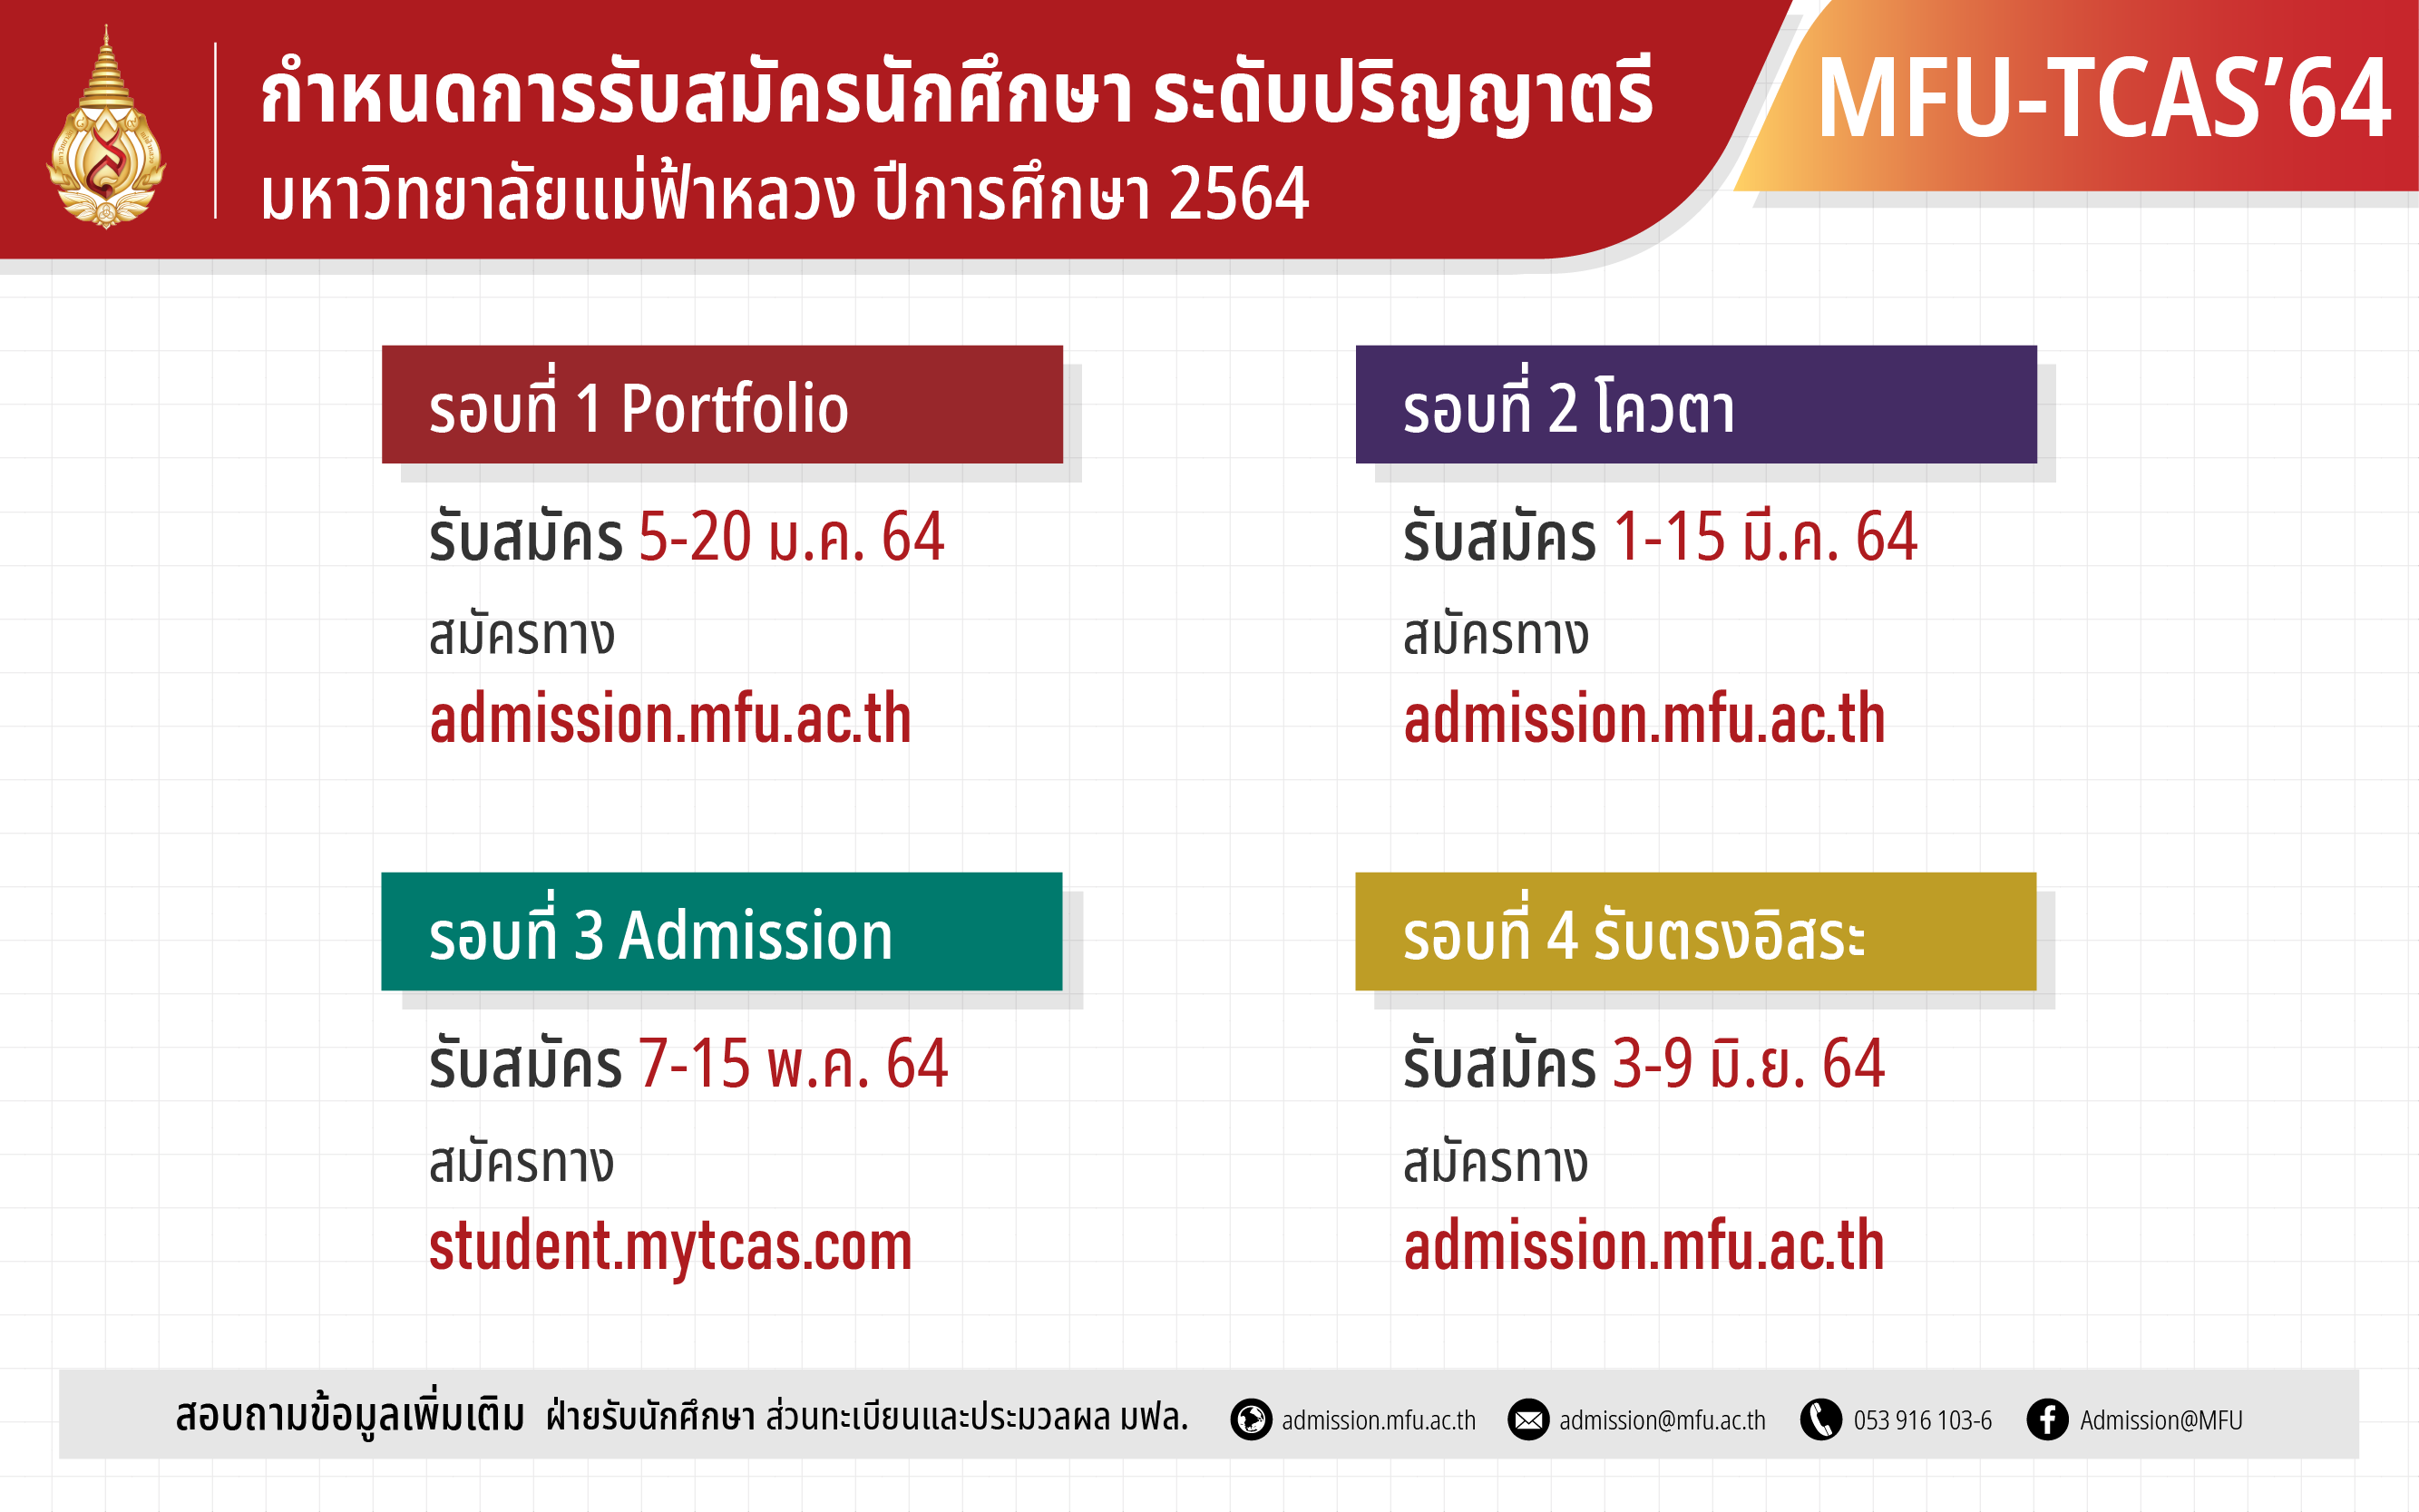 กำหนดการรับสมัครนักศึกษา ระดับปริญญาตรี
มหาวิทยาลัยแม่ฟ้าหลวง ปีการศึกษา 2564
MFU-TCAS’64
รอบที่ 1 Portfolio
รับสมัคร 5-20 ม.ค. 64
สมัครทาง
admission.mfu.ac.th
รอบที่ 2 โควตา
รับสมัคร 1-15 มี.ค. 64
สมัครทาง
admission.mfu.ac.th
รอบที่ 3 Admission
รับสมัคร 7-15 พ.ค. 64
สมัครทาง
student.mytcas.com
รอบที่ 4 รับตรงอิสระ
รับสมัคร 3-9 มิ.ย. 64
สมัครทาง
admission.mfu.ac.th
สอบถามข้อมูลเพิ่มเติม ฝ่ายรับนักศึกษา ส่วนทะเบียนและประมวลผล มฟล. admission.mfu.ac.th admission@mfu.ac.th 053 916 103-6 Admission@MFU